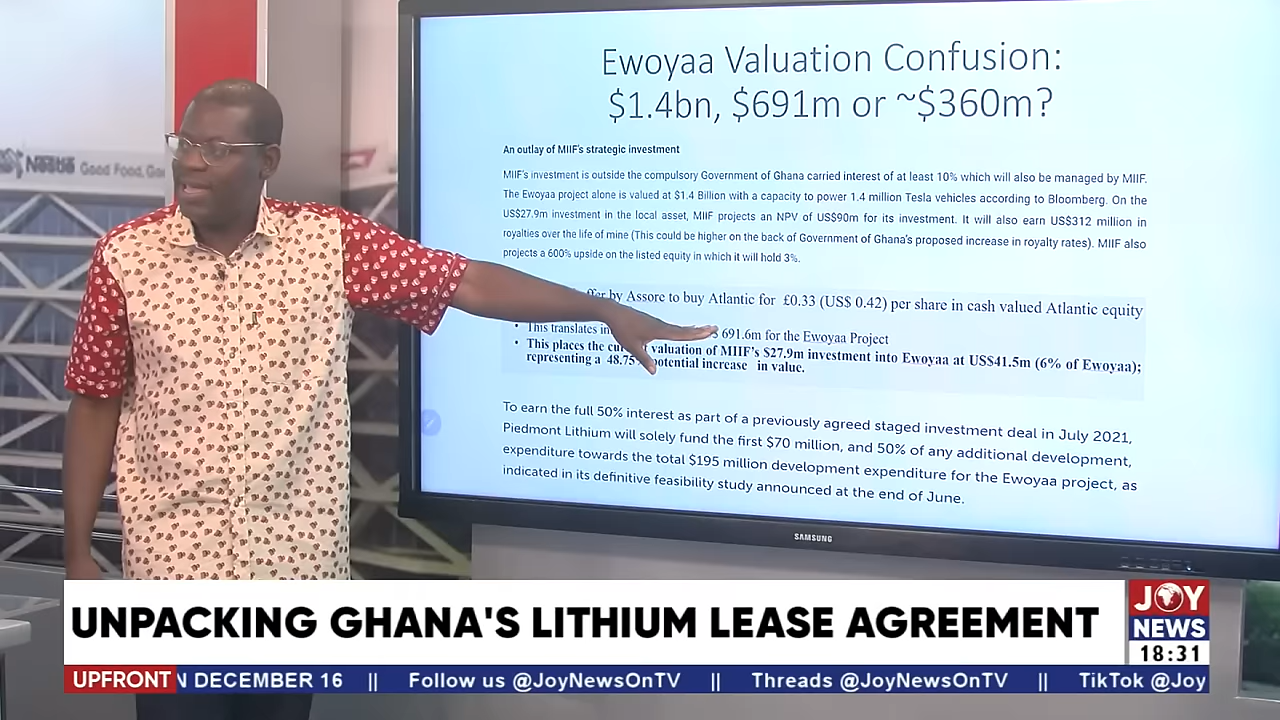 Ewoyaa Valuation Confusion:
$1.4bn, $691m or ~$360m?
An outlay of MIIF's strategic investment
MIIF's investment is outside the compulsory Government of Ghana carried interest of at least 10% which will also be managed by MIIF.
The Ewoyaa project alone is valued at $1.4 Billion with a capacity to power 1.4 million Tesla vehicles according to Bloomberg. On the
US$27.9m investment in the local asset, MIIF projects an NPV of US$90m for its investment. It will also earn US$312 million in
royalties over the life of mine (This could be higher on the back of Government of Ghana's proposed increase in royalty rates). MIIF also
projects a 600% upside on the listed equity in which it will hold 3%.
by Assore to buy Atlantic for £0.33 (US$ 0.42) per share in cash valued Atlantic equity
• This translates 691.6m for the Ewoyaa Project
• This places the valuation of MIIF's $27.9m investment into Ewoyaa at US$41.5m (6% of Ewoyaa);
representing a potential increase in value.
To earn the full 50% interest as part of a previously agreed staged investment deal in July 2021,
Piedmont Lithium will solely fund the first $70 million, and 50% of any additional development,
expenditure towards the total $195 million development expenditure for the Ewoyaa project, as
indicated in its definitive feasibility study announced at the end of June.
Nestlé Good Food,
SAMSUNG
UNPACKING GHANA'S LITHIUM LEASE AGREEMENT
JOY
NEWS
18:31
UPFRONT N DECEMBER 16 || Follow us @JoyNewsOnTV || Threads @JoyNewsOnTV || TikTok @Joy